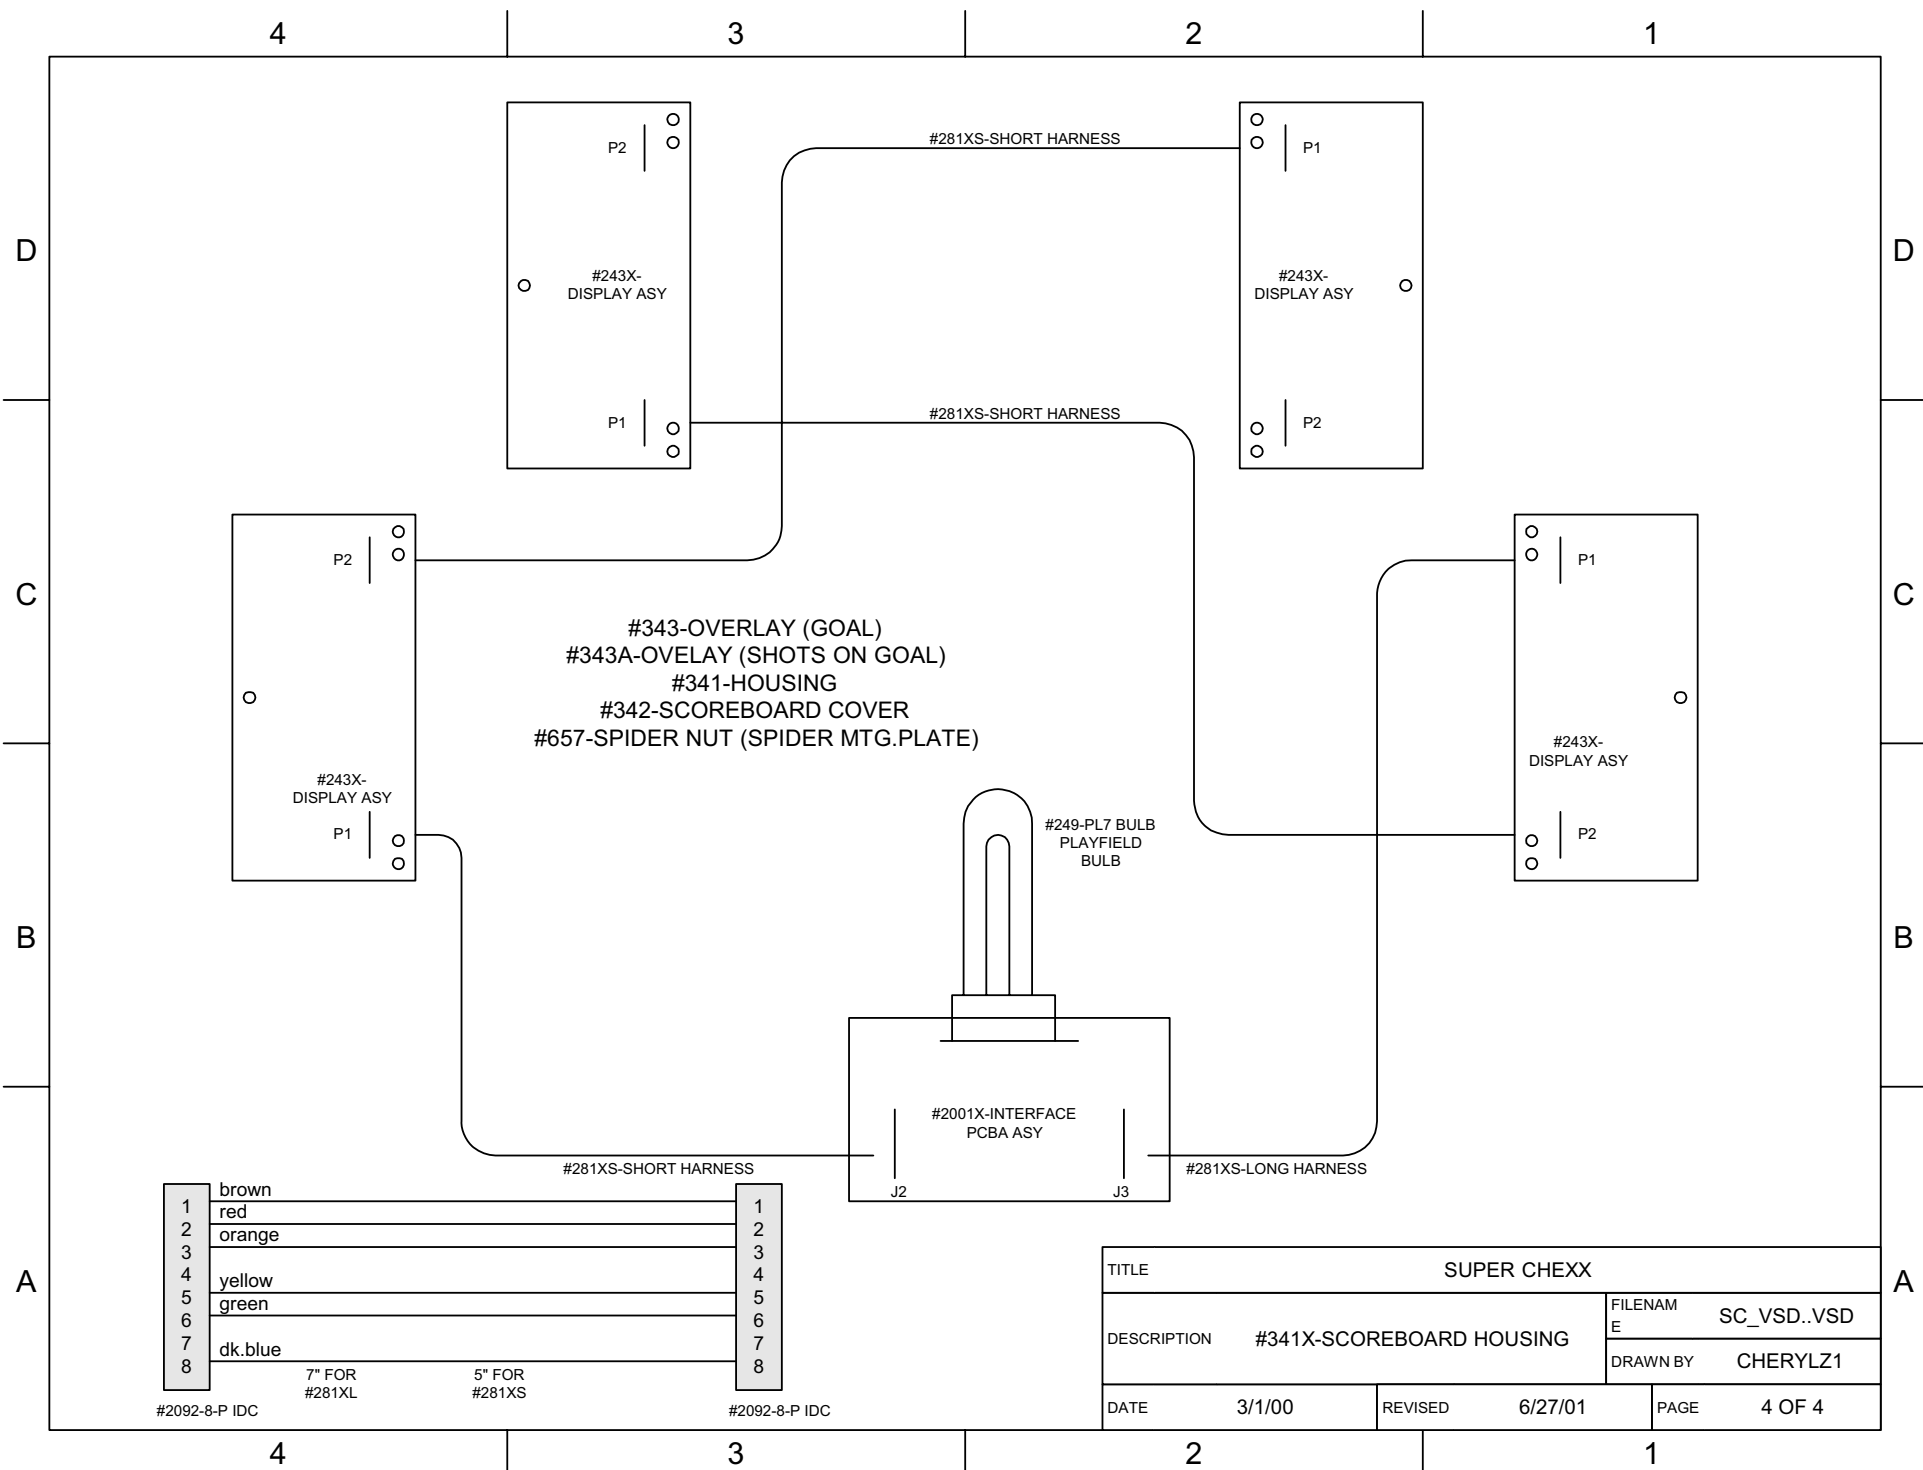 4 3 2 1
P2
#281XS-SHORT HARNESS
P1
D
#243X-
DISPLAY ASY
#243X-
DISPLAY ASY
D
P1
#281XS-SHORT HARNESS
P2
P2
P1
C
C
#343-OVERLAY (GOAL)
#343A-OVELAY (SHOTS ON GOAL)
#341-HOUSING
#342-SCOREBOARD COVER
#657-SPIDER NUT (SPIDER MTG.PLATE)
#243X-
DISPLAY ASY
#243X-
DISPLAY ASY
P1
#249-PL7 BULB
PLAYFIELD
BULB
P2
B
B
#2001X-INTERFACE
PCBA ASY
#281XS-SHORT HARNESS
J2
J3
#281XS-LONG HARNESS
A
A
1 brown 1
2 red 2
3 orange 3
4 4
5 yellow 5
6 green 6
7 7
8 dk.blue 8
7" FOR
#281XL
5" FOR
#281XS
#2092-8-P IDC
#2092-8-P IDC
TITLE SUPER CHEXX
DESCRIPTION #341X-SCOREBOARD HOUSING
FILENAM
E
SC_VSD..VSD
DRAWN BY CHERYLZ1
DATE 3/1/00 REVISED 6/27/01 PAGE 4 OF 4
4 3 2 1